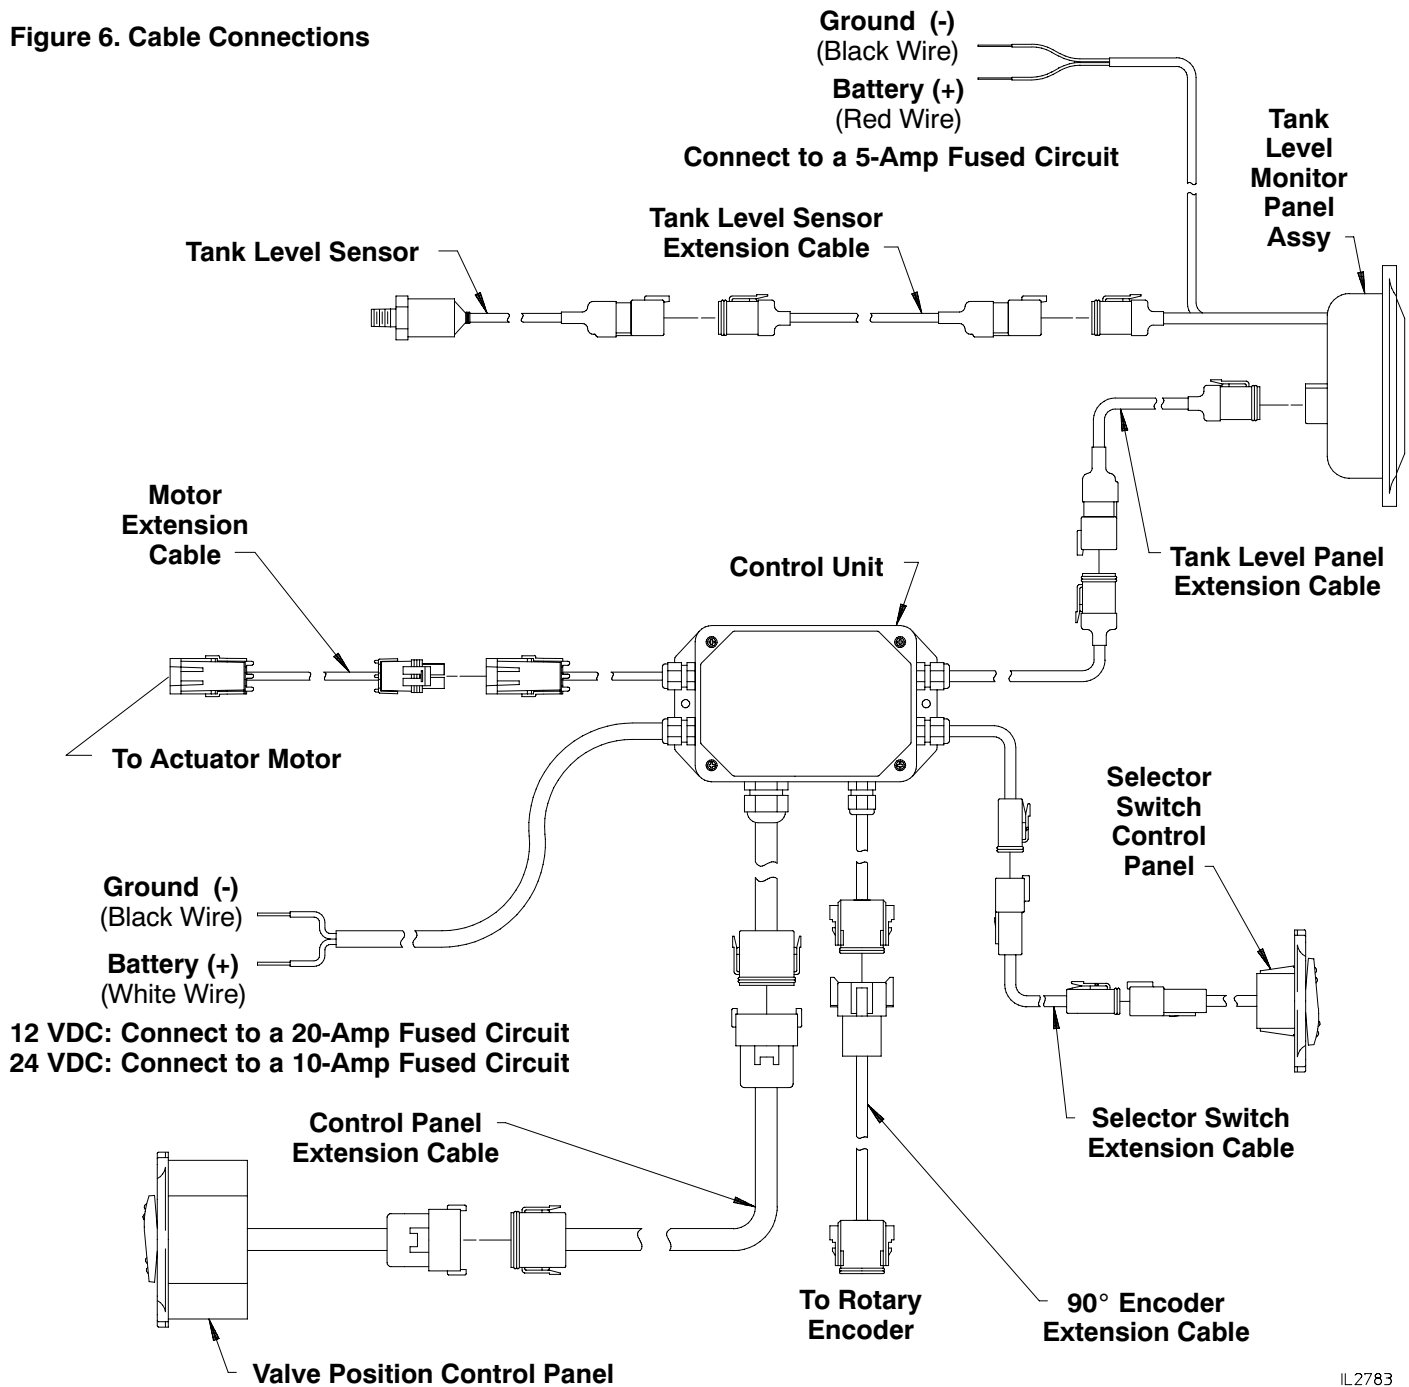 Figure 6. Cable Connections
Ground (-)
(Black Wire)
Battery (+)
(Red Wire)
Connect to a 5-Amp Fused Circuit
Tank
Level
Monitor
Panel
Assy
Tank Level Sensor
Tank Level Sensor
Extension Cable
Motor
Extension
Cable
Control Unit
Tank Level Panel
Extension Cable
To Actuator Motor
Selector
Switch
Control
Panel
Ground (-)
(Black Wire)
Battery (+)
(White Wire)
12 VDC: Connect to a 20-Amp Fused Circuit
24 VDC: Connect to a 10-Amp Fused Circuit
Control Panel
Extension Cable
Selector Switch
Extension Cable
To Rotary
Encoder
90° Encoder
Extension Cable
Valve Position Control Panel
IL2783